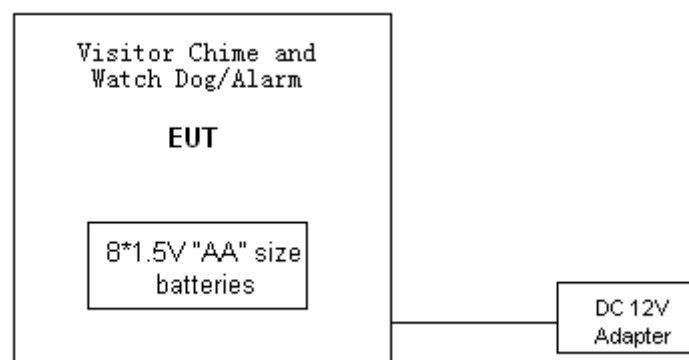 Visitor Chime and
Watch Dog/Alarm
EUT
8*1.5V "AA" size
batteries
DC 12V
Adapter